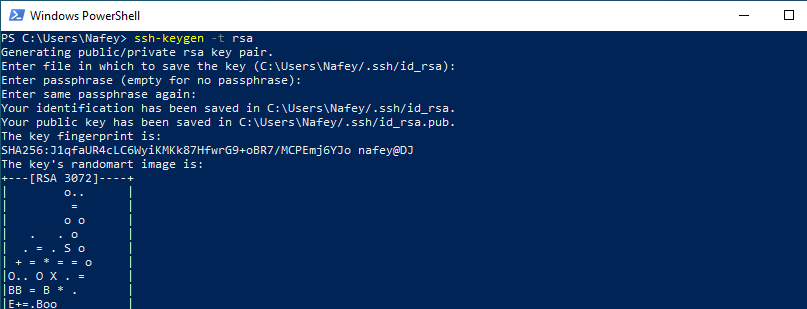 Windows PowerShell
PS C:\Users\Nafey> ssh-keygen -t rsa
Generating public/private rsa key pair.
Enter file in which to save the key (C:\Users\Nafey/.ssh/id_rsa):
Enter passphrase (empty for no passphrase):
Enter same passphrase again:
Your identification has been saved in C:\Users\Nafey/.ssh/id_rsa.
Your public key has been saved in C:\Users\Nafey/.ssh/id_rsa.pub.
The key fingerprint is:
SHA256:J1qfaUR4cLC6WyiKMKk87HfwrG9+oBR7/MCPEmj6YJo nafey@DJ
The key's randomart image is:
+---[RSA 3072]----+
|        o..      |
|         =       |
|        o o      |
|   .   . o       |
|  . = . S o      |
| + = * = = o     |
|O.. O X . =      |
|BB = B * .       |
|E+=.Boo          |